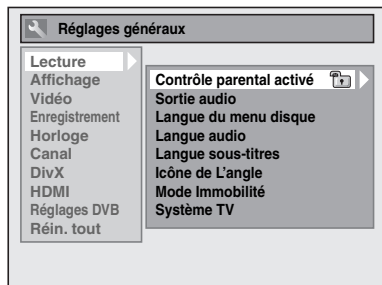 Réglages généraux
Lecture
Affichage
Vidéo
Enregistrement
Horloge
Canal
DivX
HDMI
Réglages DVB
Réin. tout
Contrôle parental activé
Sortie audio
Langue du menu disque
Langue audio
Langue sous-titres
Icône de L'angle
Mode Immobilité
Système TV